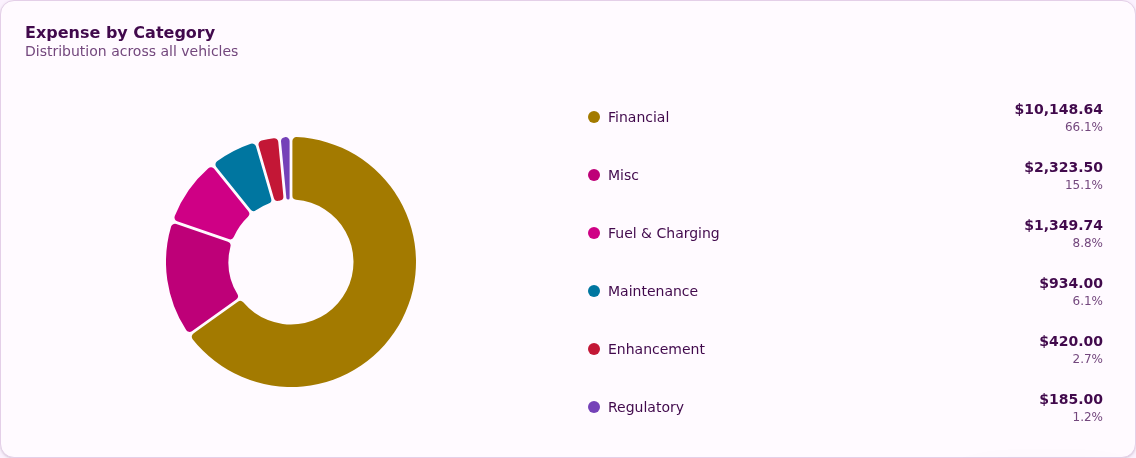 Expense by Category
Distribution across all vehicles
Financial
$10,148.64
66.1%
Misc
$2,323.50
15.1%
Fuel & Charging
$1,349.74
8.8%
Maintenance
$934.00
6.1%
Enhancement
$420.00
2.7%
Regulatory
$185.00
1.2%